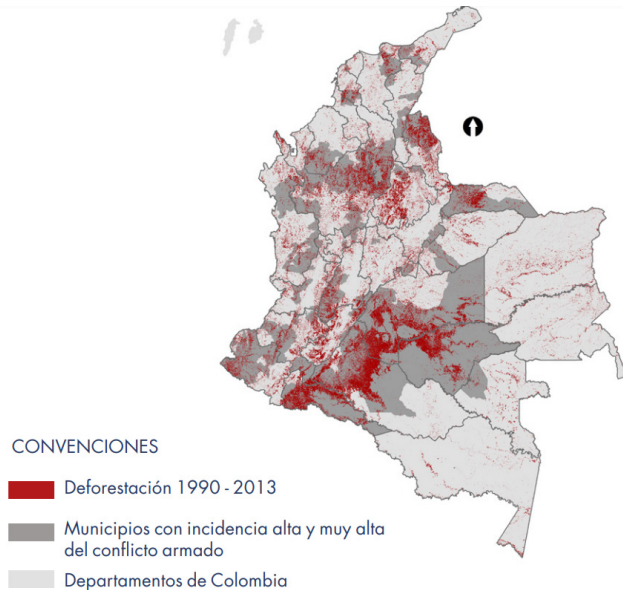 CONVENCIONES
Deforestación 1990 - 2013
Municipios con incidencia alta y muy alta
del conflicto armado
Departamentos de Colombia